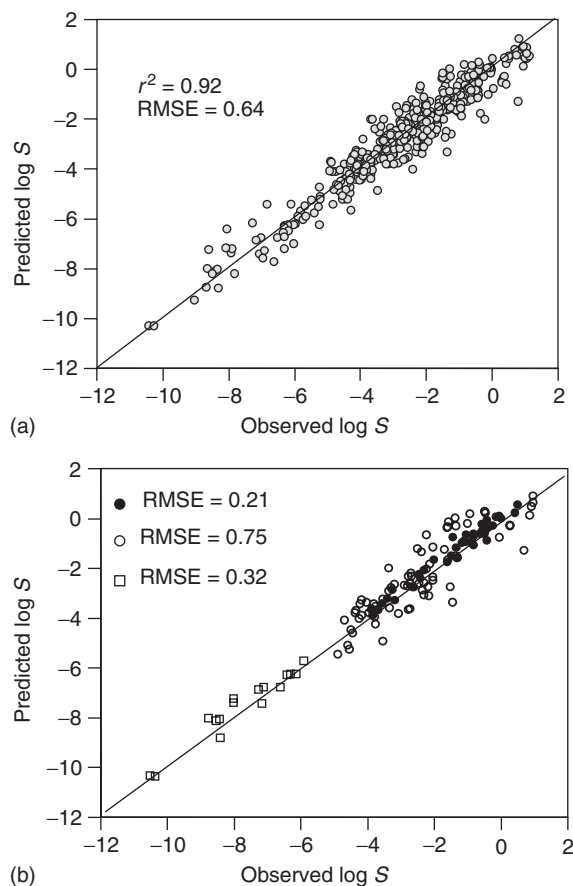 2
0
−2
−4
−6
−8
−10
−12
r² = 0.92
RMSE = 0.64
Predicted log S
−12 −10 −8 −6 −4 −2 0 2
Observed log S
(a)
2
0
−2
−4
−6
−8
−10
−12
RMSE = 0.21
RMSE = 0.75
RMSE = 0.32
Predicted log S
−12 −10 −8 −6 −4 −2 0 2
Observed log S
(b)